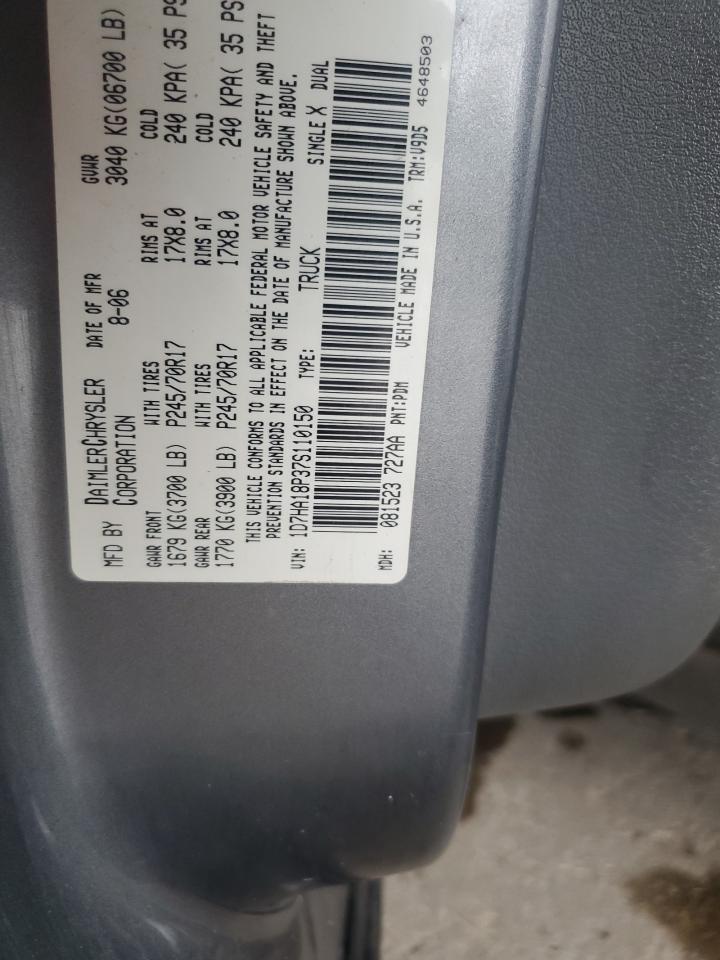 MFD BY DAIMLERCHRYSLER CORPORATION DATE OF MFR 8-06 GVWR 3040 KG(06700 LB)
GAWR FRONT WITH TIRES RIMS AT COLD
1679 KG(3700 LB) P245/70R17 17X8.0 240 KPA( 35 PS
GAWR REAR WITH TIRES RIMS AT COLD
1770 KG(3900 LB) P245/70R17 17X8.0 240 KPA( 35 PS
THIS VEHICLE CONFORMS TO ALL APPLICABLE FEDERAL MOTOR VEHICLE SAFETY AND THEFT
PREVENTION STANDARDS IN EFFECT ON THE DATE OF MANUFACTURE SHOWN ABOVE.
VIN: 1D7HA18P37S110150 TYPE: TRUCK SINGLE X DUAL
MDH: 081523 727AA PNT:PDM VEHICLE MADE IN U.S.A. TRM:V9D5
4648503